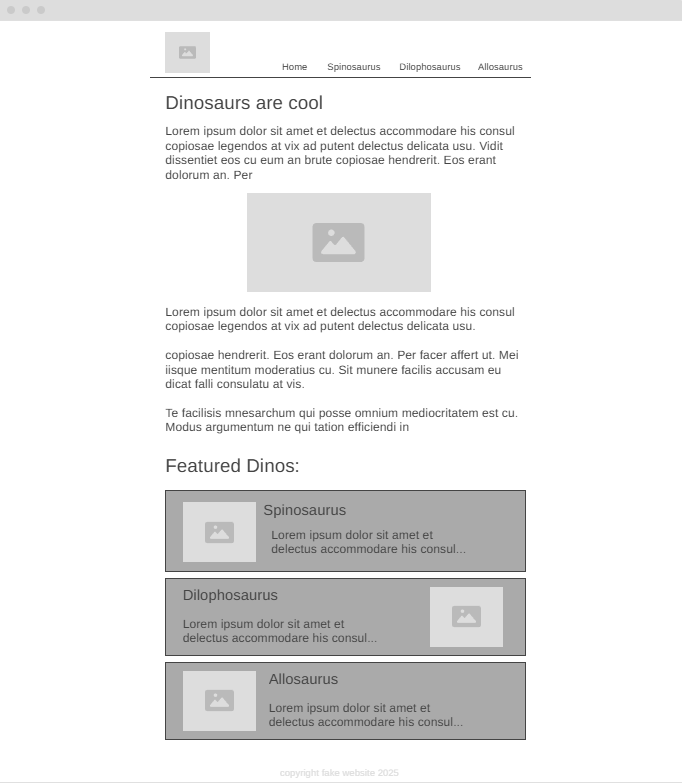 Home Spinosaurus Dilophosaurus Allosaurus
Dinosaurs are cool
Lorem ipsum dolor sit amet et delectus accommodare his consul
copiosae legendos at vix ad putent delectus delicata usu. Vidit
dissentiet eos cu eum an brute copiosae hendrerit. Eos erant
dolorum an. Per
Lorem ipsum dolor sit amet et delectus accommodare his consul
copiosae legendos at vix ad putent delectus delicata usu.
copiosae hendrerit. Eos erant dolorum an. Per facer affert ut. Mei
iisque mentitum moderatius cu. Sit munere facilis accusam eu
dicat falli consulatu at vis.
Te facilisis mnesarchum qui posse omnium mediocritatem est cu.
Modus argumentum ne qui tation efficiendi in
Featured Dinos:
Spinosaurus
Lorem ipsum dolor sit amet et
delectus accommodare his consul...
Dilophosaurus
Lorem ipsum dolor sit amet et
delectus accommodare his consul...
Allosaurus
Lorem ipsum dolor sit amet et
delectus accommodare his consul...
copyright fake website 2025